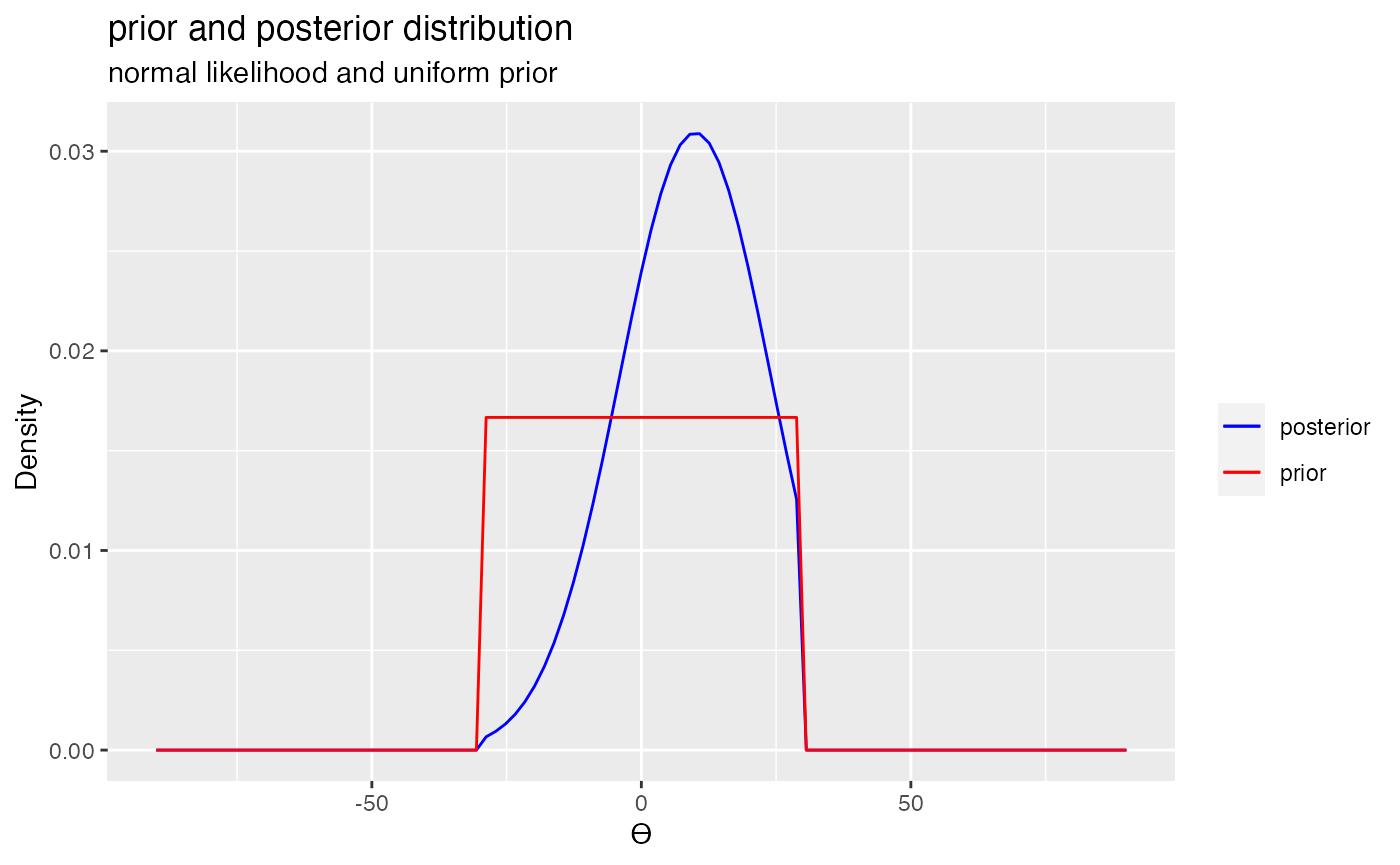 prior and posterior distribution
normal likelihood and uniform prior
0.03
0.02
0.01
0.00
Density
-50
0
50
Θ
posterior
prior